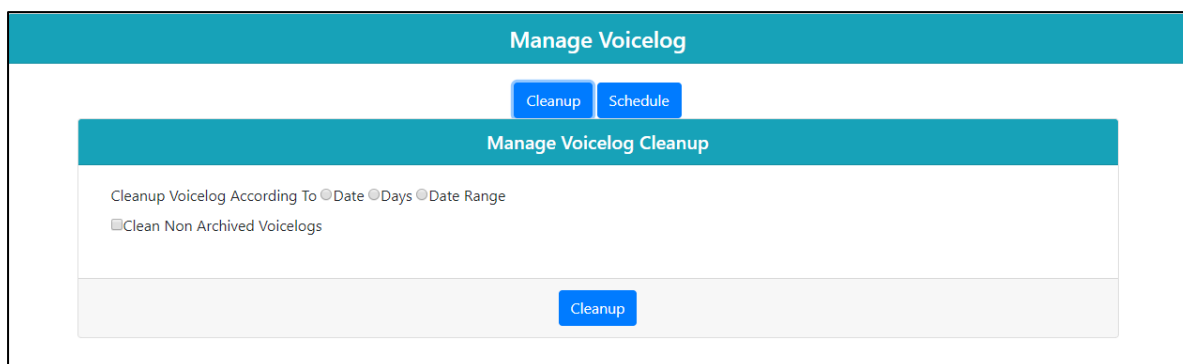 Manage Voicelog
Cleanup Schedule
Manage Voicelog Cleanup
Cleanup Voicelog According To Date Days Date Range
Clean Non Archived Voicelogs
Cleanup